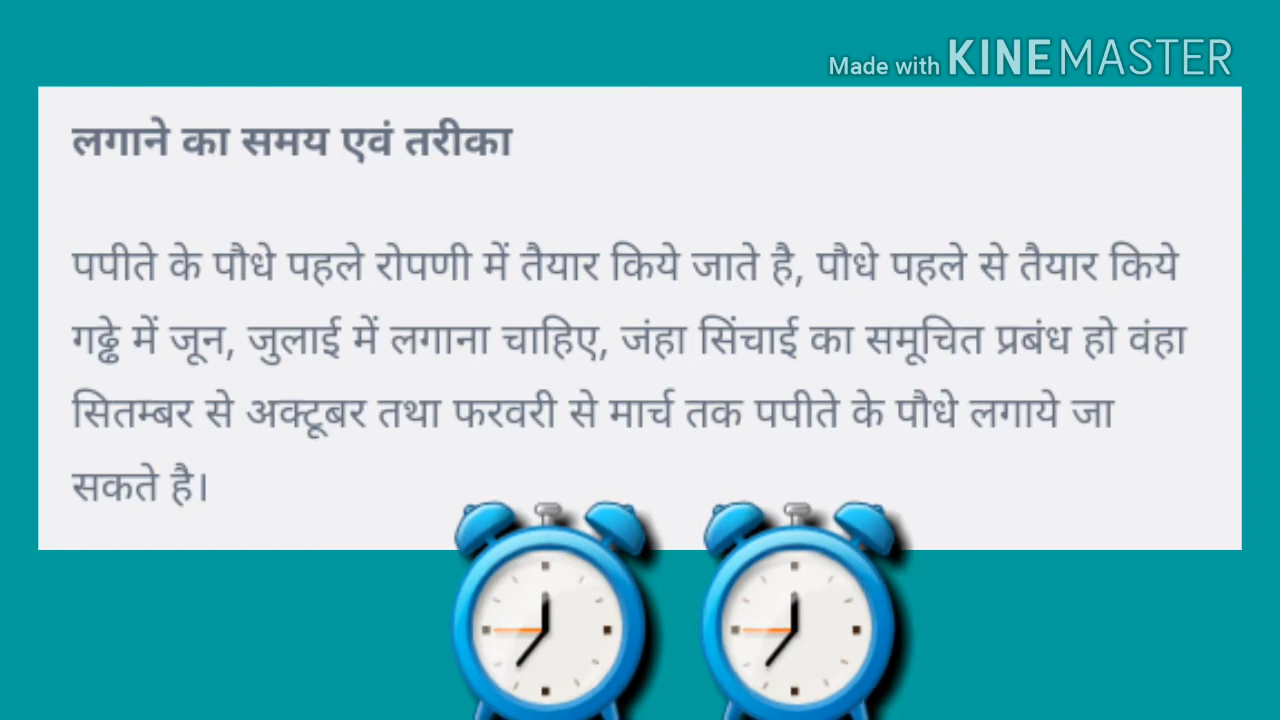 Made with KINEMASTER
लगाने का समय एवं तरीका
पपीते के पौधे पहले रोपणी में तैयार किये जाते है, पौधे पहले से तैयार किये
गढ्ढे में जून, जुलाई में लगाना चाहिए, जंहा सिंचाई का समूचित प्रबंध हो वंहा
सितम्बर से अक्टूबर तथा फरवरी से मार्च तक पपीते के पौधे लगाये जा
सकते है।